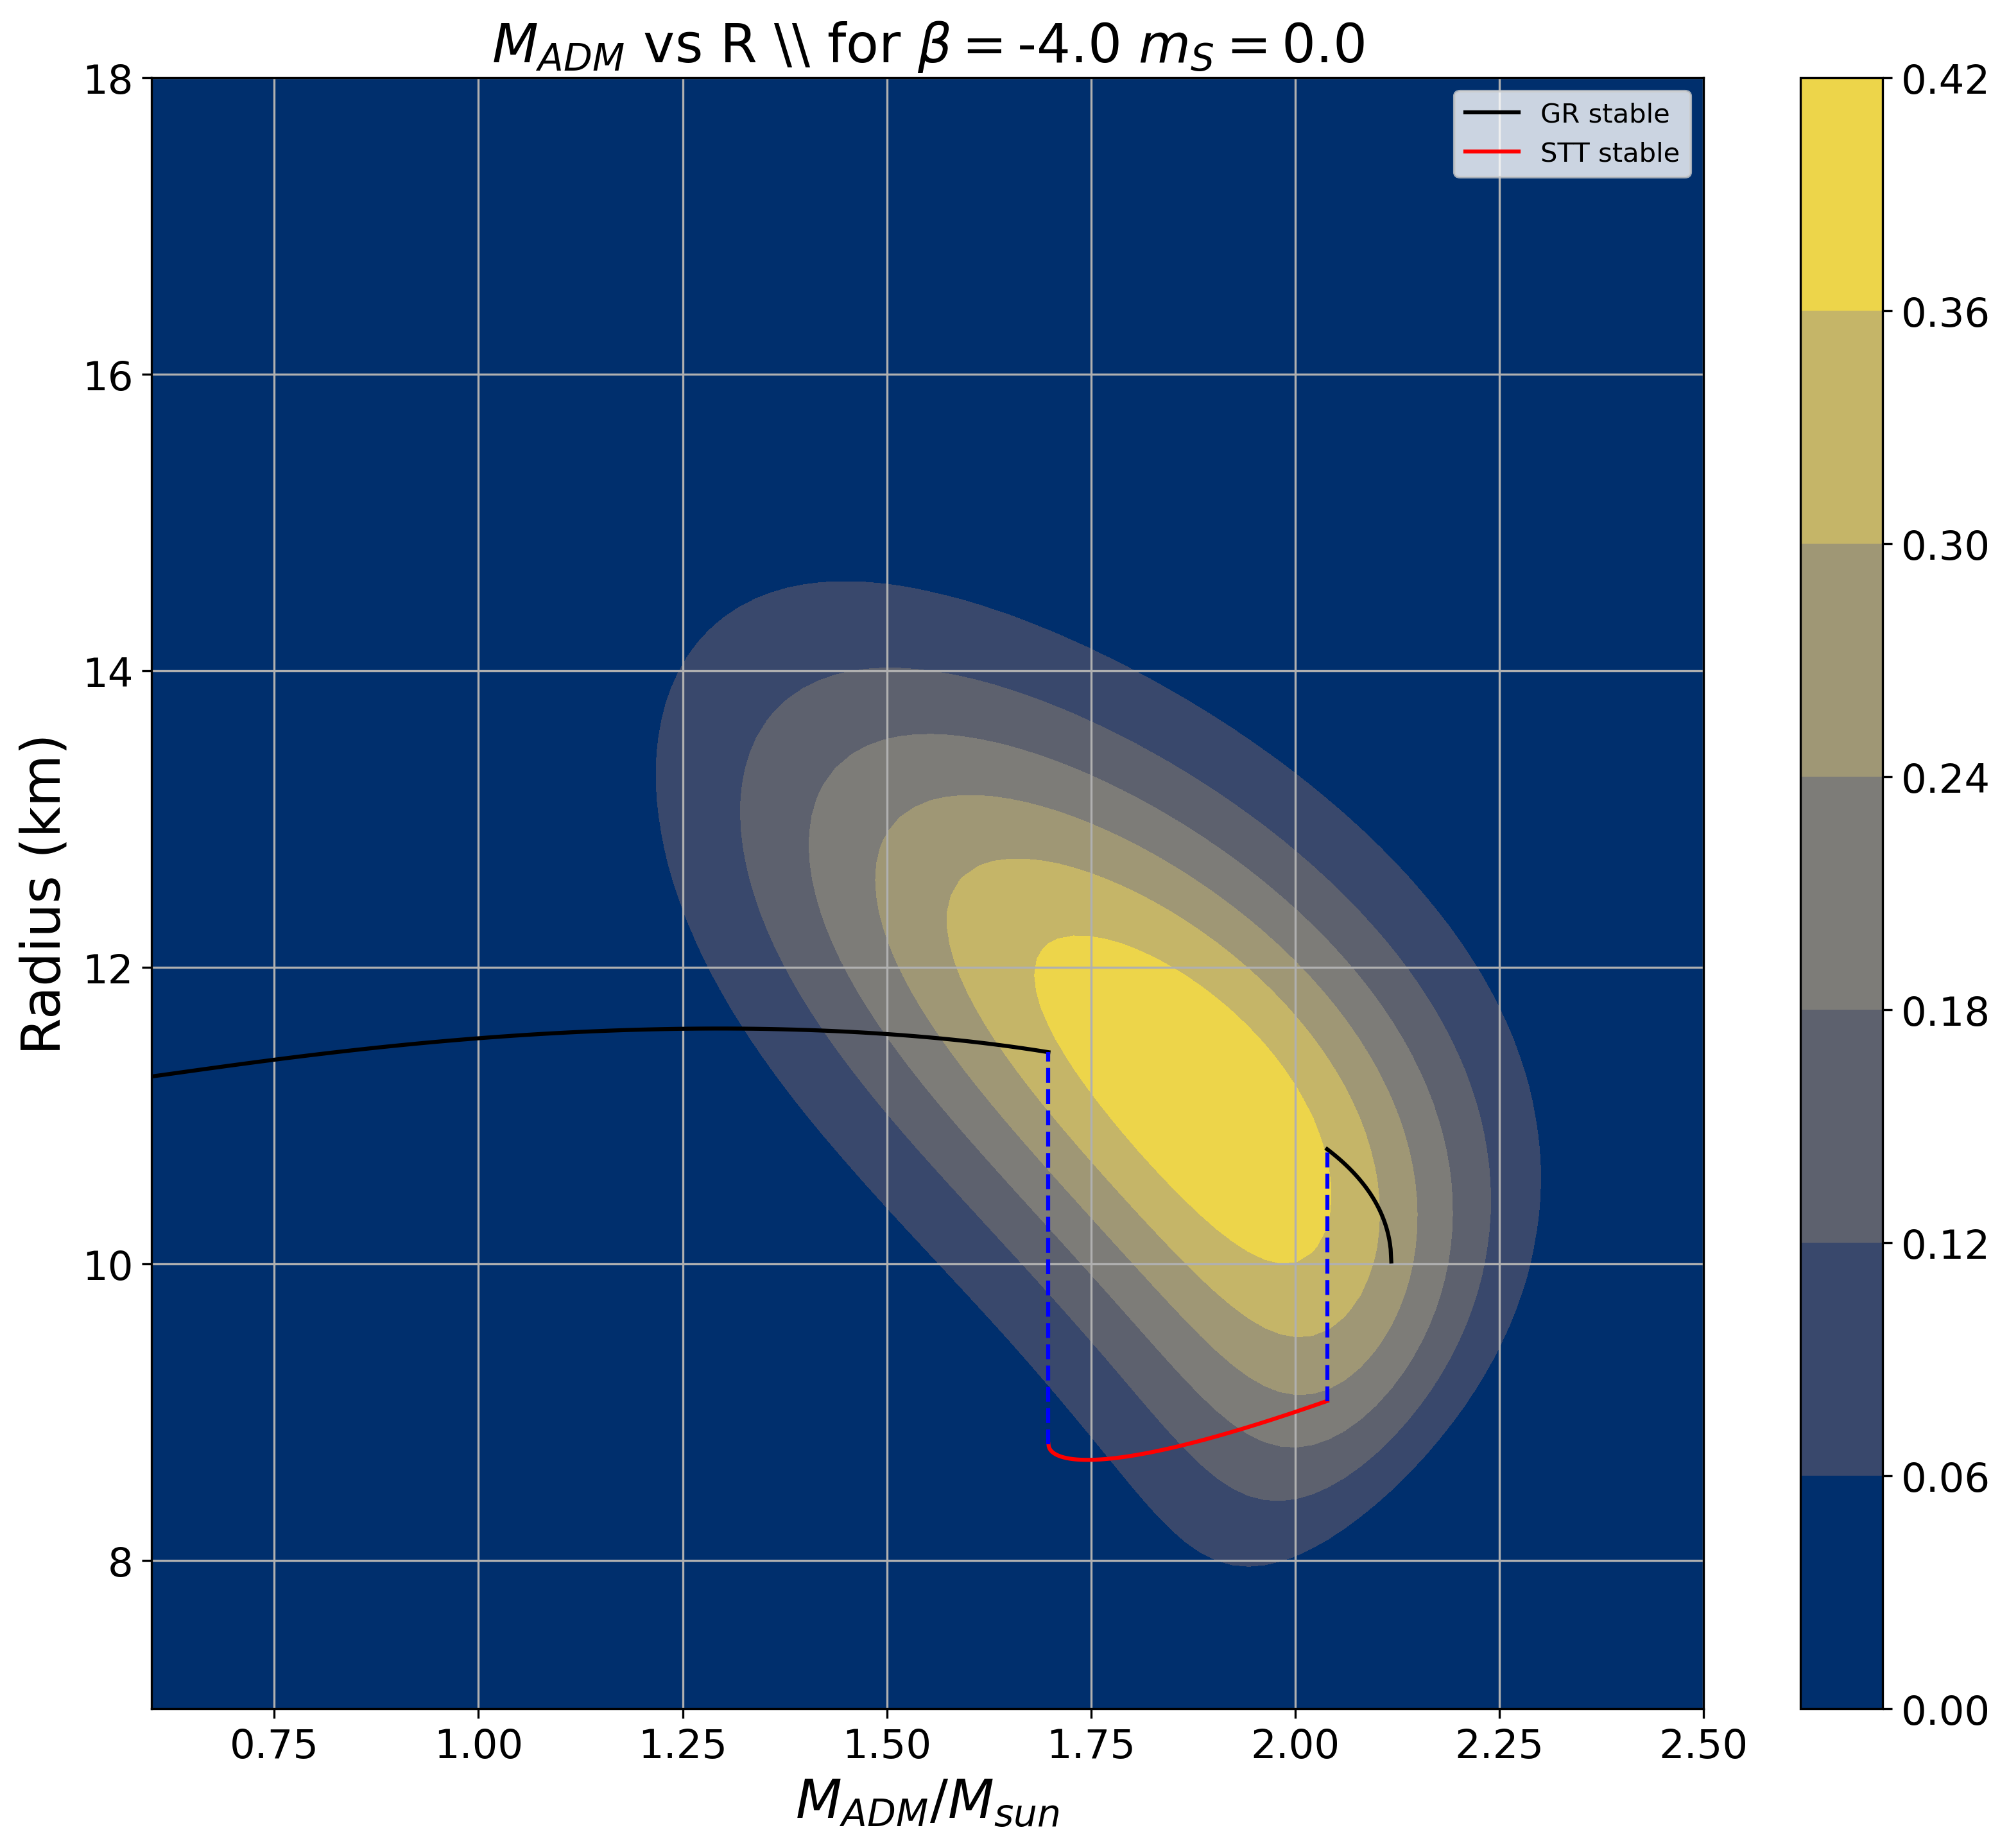 M_ADM vs R \\ for β = -4.0 m_S = 0.0
GR stable
STT stable
Radius (km)
18
16
14
12
10
8
0.75 1.00 1.25 1.50 1.75 2.00 2.25 2.50
M_ADM/M_sun
0.42
0.36
0.30
0.24
0.18
0.12
0.06
0.00